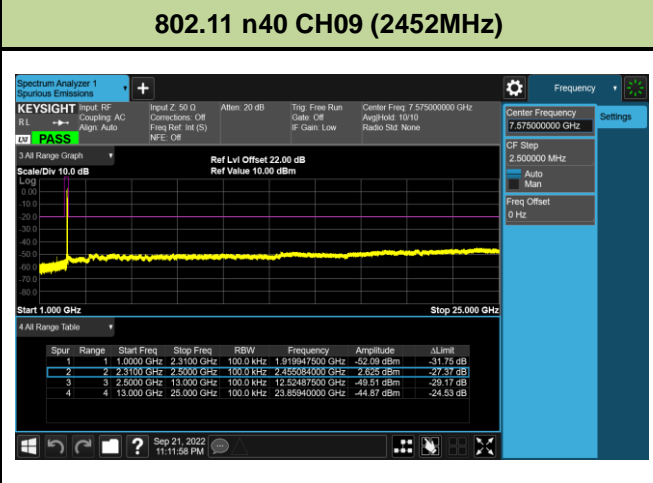 802.11 n40 CH09 (2452MHz)
Spectrum Analyzer 1
Spurious Emissions
+
Frequency
KEYSIGHT Input: RF Input Z: 50 Ω Atten: 20 dB Trig: Free Run Center Freq: 7.575000000 GHz
RL Coupling: AC Corrections: Off Gate: Off Avg|Hold: 10/10
Align: Auto Freq Ref: Int (S) IF Gain: Low Radio Std: None
LXI PASS NFE: Off
Center Frequency
7.575000000 GHz
Settings
CF Step
2.500000 MHz
Auto
Man
Freq Offset
0 Hz
3 All Range Graph
Ref Lvl Offset 22.00 dB
Scale/Div 10.0 dB Ref Value 10.00 dBm
Log
0.00
-10.0
-20.0
-30.0
-40.0
-50.0
-60.0
-70.0
-80.0
Start 1.000 GHz Stop 25.000 GHz
4 All Range Table
Spur Range Start Freq Stop Freq RBW Frequency Amplitude ΔLimit
1 1 1.0000 GHz 2.3100 GHz 100.0 kHz 1.919947500 GHz -52.09 dBm -31.75 dB
2 2 2.3100 GHz 2.5000 GHz 100.0 kHz 2.455084000 GHz 2.625 dBm -27.37 dB
3 3 2.5000 GHz 13.000 GHz 100.0 kHz 12.52487500 GHz -49.51 dBm -29.17 dB
4 4 13.000 GHz 25.000 GHz 100.0 kHz 23.85940000 GHz -44.87 dBm -24.53 dB
? Sep 21, 2022
11:11:58 PM